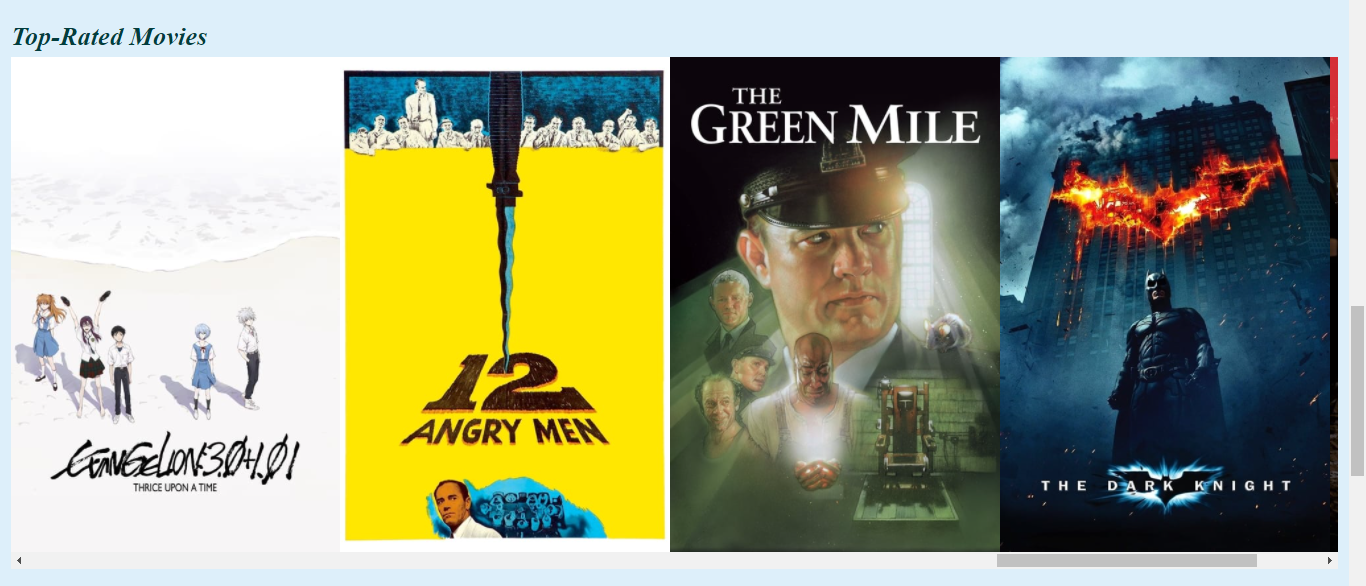 Top-Rated Movies
EVANGELION:3.0+1.01
THRICE UPON A TIME
12
ANGRY MEN
THE
GREEN MILE
THE DARK KNIGHT